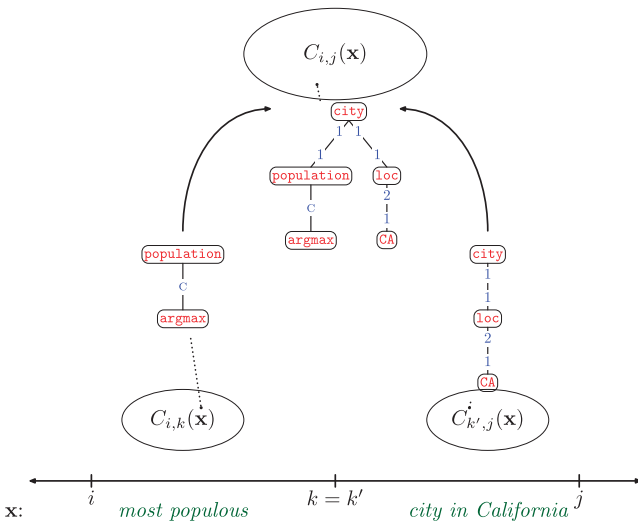 C_{i,j}(x)
city
1 1
1 1
population loc
C 2
1
argmax CA
population city
1
C 1
argmax loc
2
1
CA
C_{i,k}(x) C_{k',j}(x)
i k = k' j
x: most populous city in California